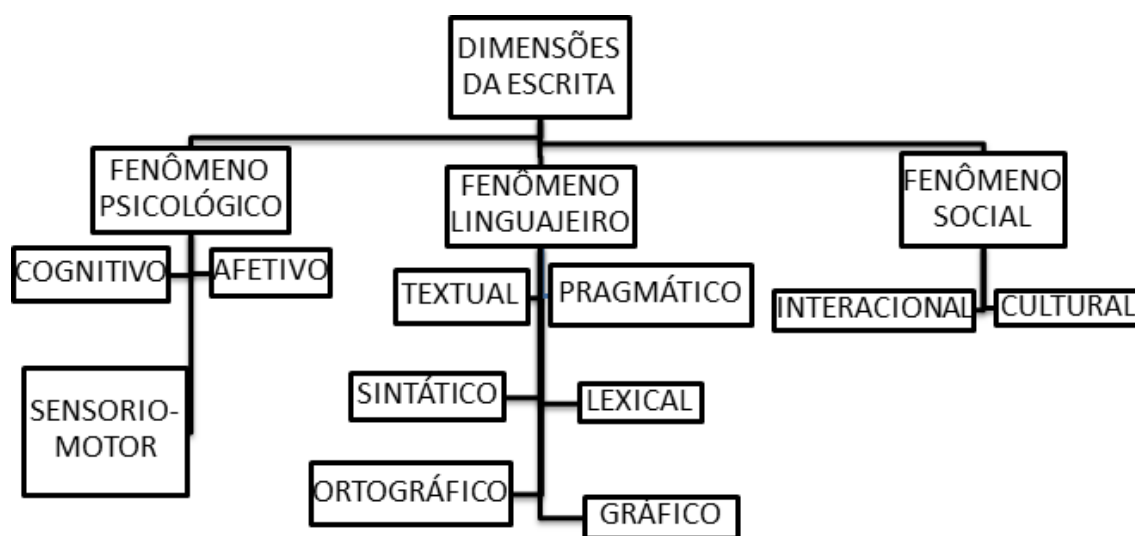 DIMENSÕES
DA ESCRITA
FENÔMENO
PSICOLÓGICO
FENÔMENO
LINGUAJEIRO
FENÔMENO
SOCIAL
COGNITIVO
AFETIVO
TEXTUAL
PRAGMÁTICO
INTERACIONAL
CULTURAL
SENSORIO-
MOTOR
SINTÁTICO
LEXICAL
ORTOGRÁFICO
GRÁFICO